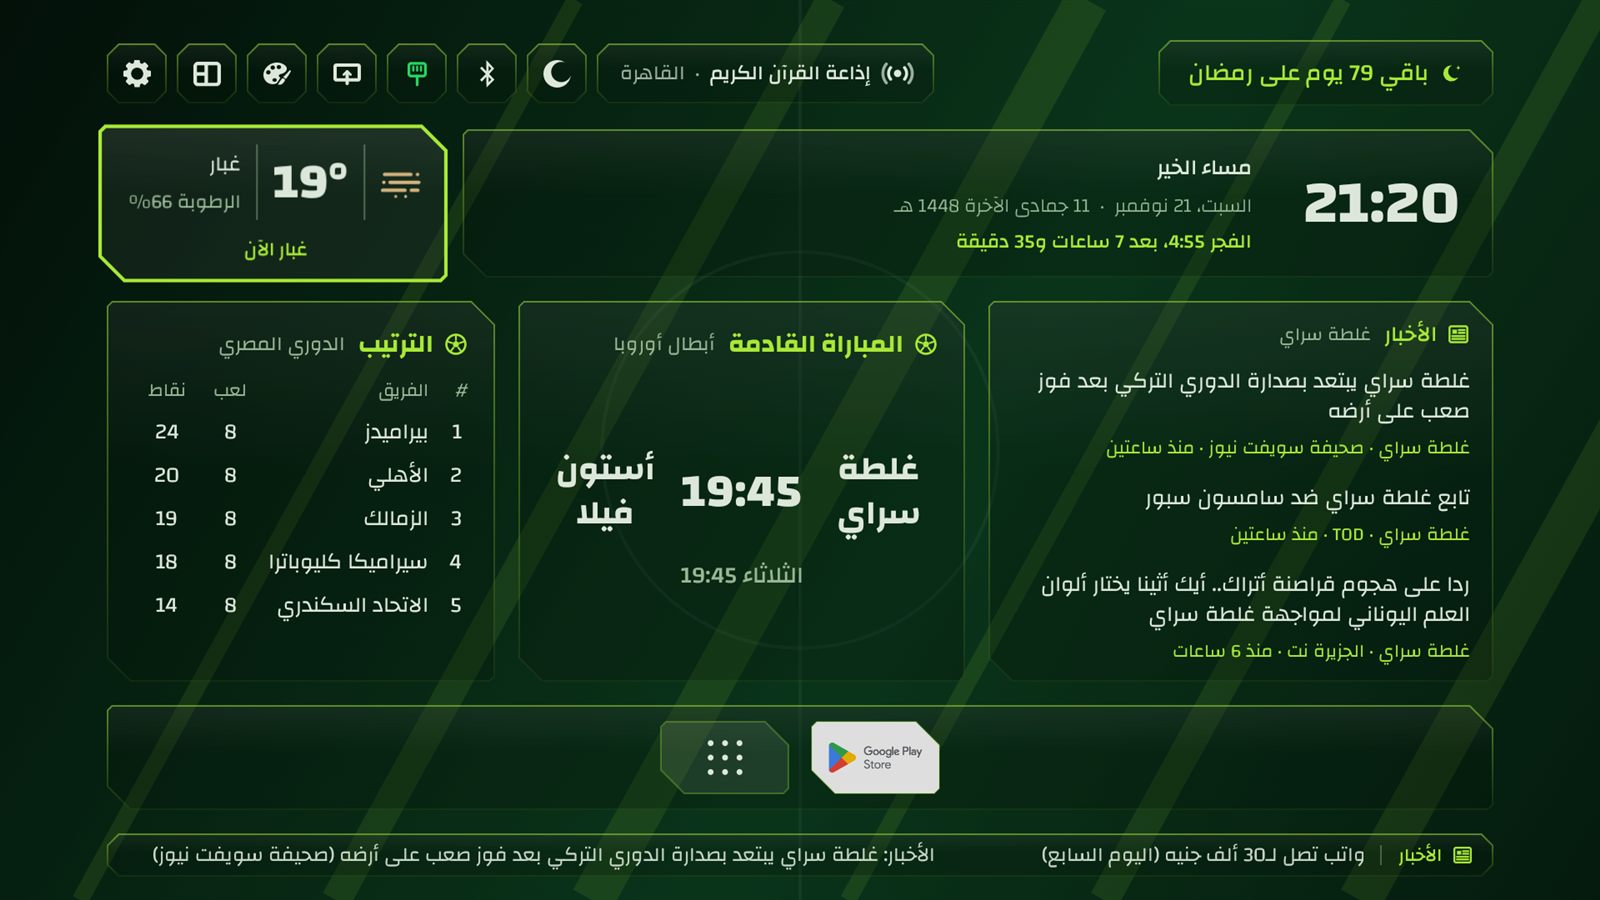 باقي 79 يوم على رمضان
إذاعة القرآن الكريم · القاهرة
21:20
مساء الخير
السبت، 21 نوفمبر · 11 جمادى الآخرة 1448 هـ
الفجر 4:55، بعد 7 ساعات و35 دقيقة
19°
غبار
الرطوبة 66%
غبار الآن
الأخبار غلطة سراي
غلطة سراي يبتعد بصدارة الدوري التركي بعد فوز
صعب على أرضه
غلطة سراي · صحيفة سويفت نيوز · منذ ساعتين
تابع غلطة سراي ضد سامسون سبور
غلطة سراي · TOD · منذ ساعتين
ردا على هجوم قراصنة أتراك.. أيك أثينا يختار ألوان
العلم اليوناني لمواجهة غلطة سراي
غلطة سراي · الجزيرة نت · منذ 6 ساعات
المباراة القادمة أبطال أوروبا
غلطة
سراي
19:45
أستون
فيلا
الثلاثاء 19:45
الترتيب الدوري المصري
# الفريق لعب نقاط
1 بيراميدز 8 24
2 الأهلي 8 20
3 الزمالك 8 19
4 سيراميكا كليوباترا 8 18
5 الاتحاد السكندري 8 14
Google Play
Store
الأخبار | واتب تصل لـ30 ألف جنيه (اليوم السابع)
الأخبار: غلطة سراي يبتعد بصدارة الدوري التركي بعد فوز صعب على أرضه (صحيفة سويفت نيوز)